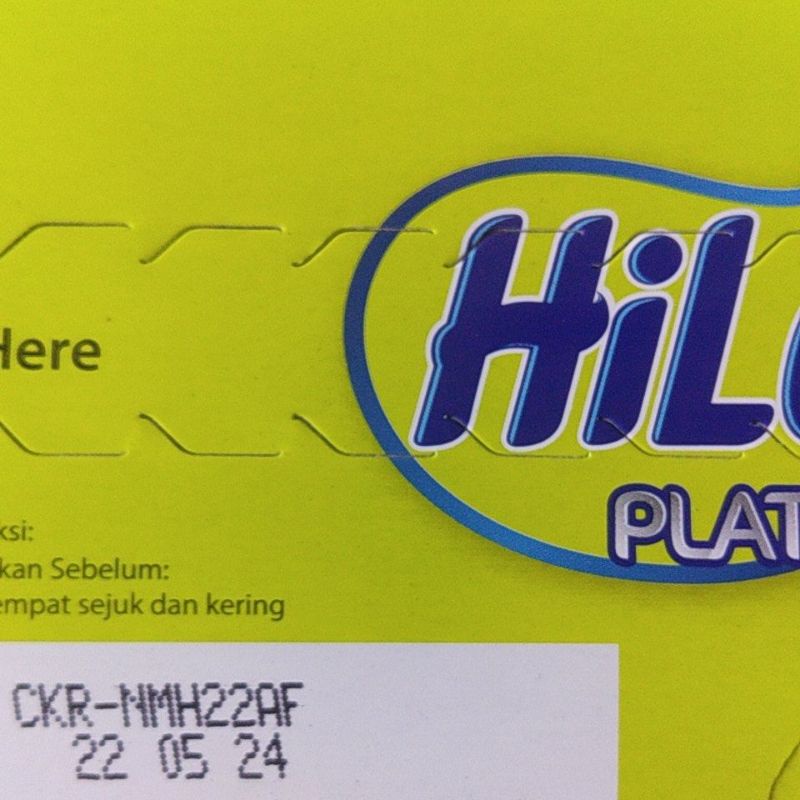 HiL
PLAT
Here
ksi:
kan Sebelum:
empat sejuk dan kering
CKR-NMH22AF
22 05 24